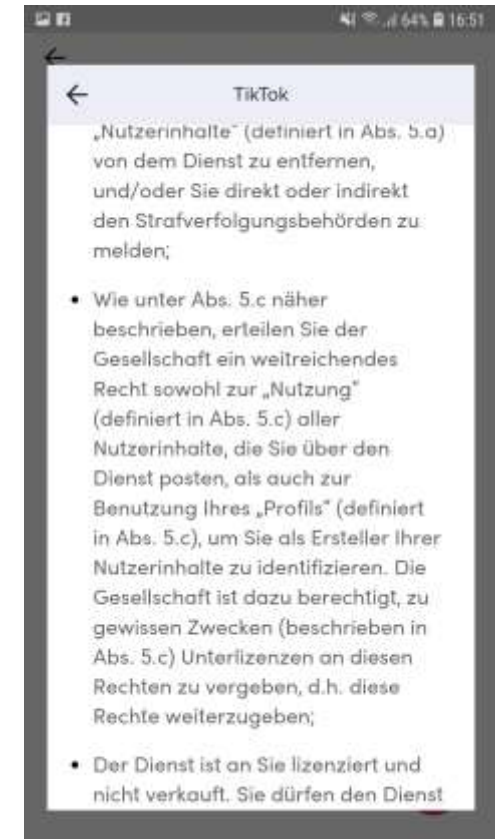 64% 16:51
TikTok
„Nutzerinhalte“ (definiert in Abs. 5.a)
von dem Dienst zu entfernen,
und/oder Sie direkt oder indirekt
den Strafverfolgungsbehörden zu
melden;
• Wie unter Abs. 5.c näher
beschrieben, erteilen Sie der
Gesellschaft ein weitreichendes
Recht sowohl zur „Nutzung“
(definiert in Abs. 5.c) aller
Nutzerinhalte, die Sie über den
Dienst posten, als auch zur
Benutzung Ihres „Profils“ (definiert
in Abs. 5.c), um Sie als Ersteller Ihrer
Nutzerinhalte zu identifizieren. Die
Gesellschaft ist dazu berechtigt, zu
gewissen Zwecken (beschrieben in
Abs. 5.c) Unterlizenzen an diesen
Rechten zu vergeben, d.h. diese
Rechte weiterzugeben;
• Der Dienst ist an Sie lizenziert und
nicht verkauft. Sie dürfen den Dienst